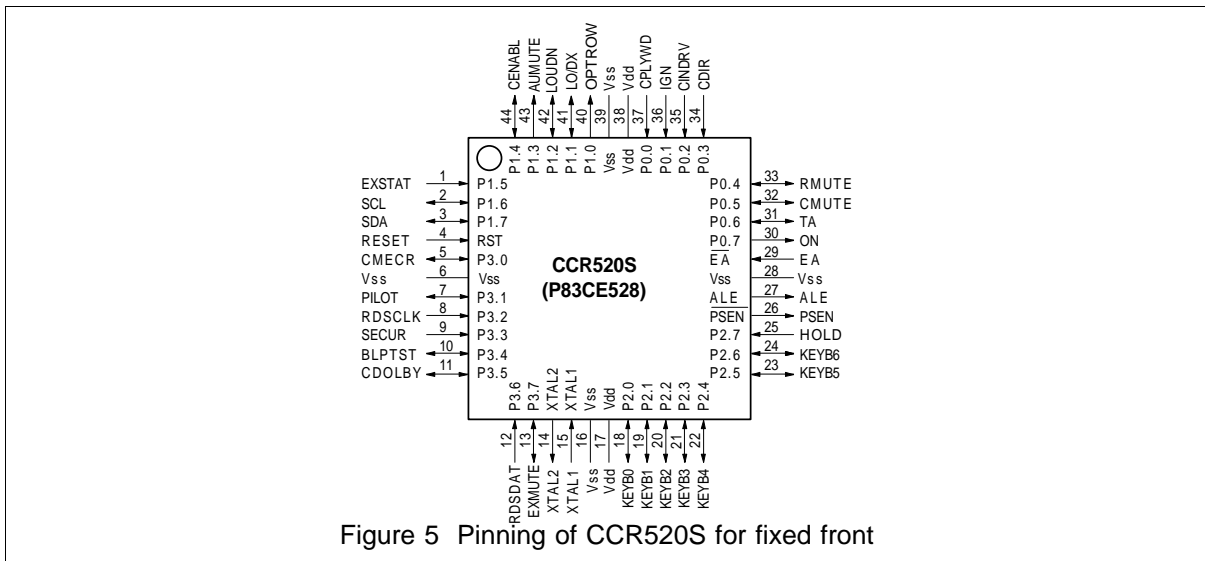 CENABL AUMUTE LOUDN LO/DX OPTROW Vss Vdd CPLYWD IGN CINDRV CDIR
44 43 42 41 40 39 38 37 36 35 34
P1.4 P1.3 P1.2 P1.1 P1.0 Vss Vdd P0.0 P0.1 P0.2 P0.3
EXSTAT 1 P1.5 P0.4 33 RMUTE
SCL 2 P1.6 P0.5 32 CMUTE
SDA 3 P1.7 P0.6 31 TA
RESET 4 RST P0.7 30 ON
CMECR 5 P3.0 EA 29 EA
Vss 6 Vss Vss 28 Vss
PILOT 7 P3.1 ALE 27 ALE
RDSCLK 8 P3.2 PSEN 26 PSEN
SECUR 9 P3.3 P2.7 25 HOLD
BLPTST 10 P3.4 P2.6 24 KEYB6
CDOLBY 11 P3.5 P2.5 23 KEYB5
CCR520S
(P83CE528)
P3.6 P3.7 XTAL2 XTAL1 Vss Vdd P2.0 P2.1 P2.2 P2.3 P2.4
12 13 14 15 16 17 18 19 20 21 22
RDSDAT EXMUTE XTAL2 XTAL1 Vss Vdd KEYB0 KEYB1 KEYB2 KEYB3 KEYB4
Figure 5 Pinning of CCR520S for fixed front